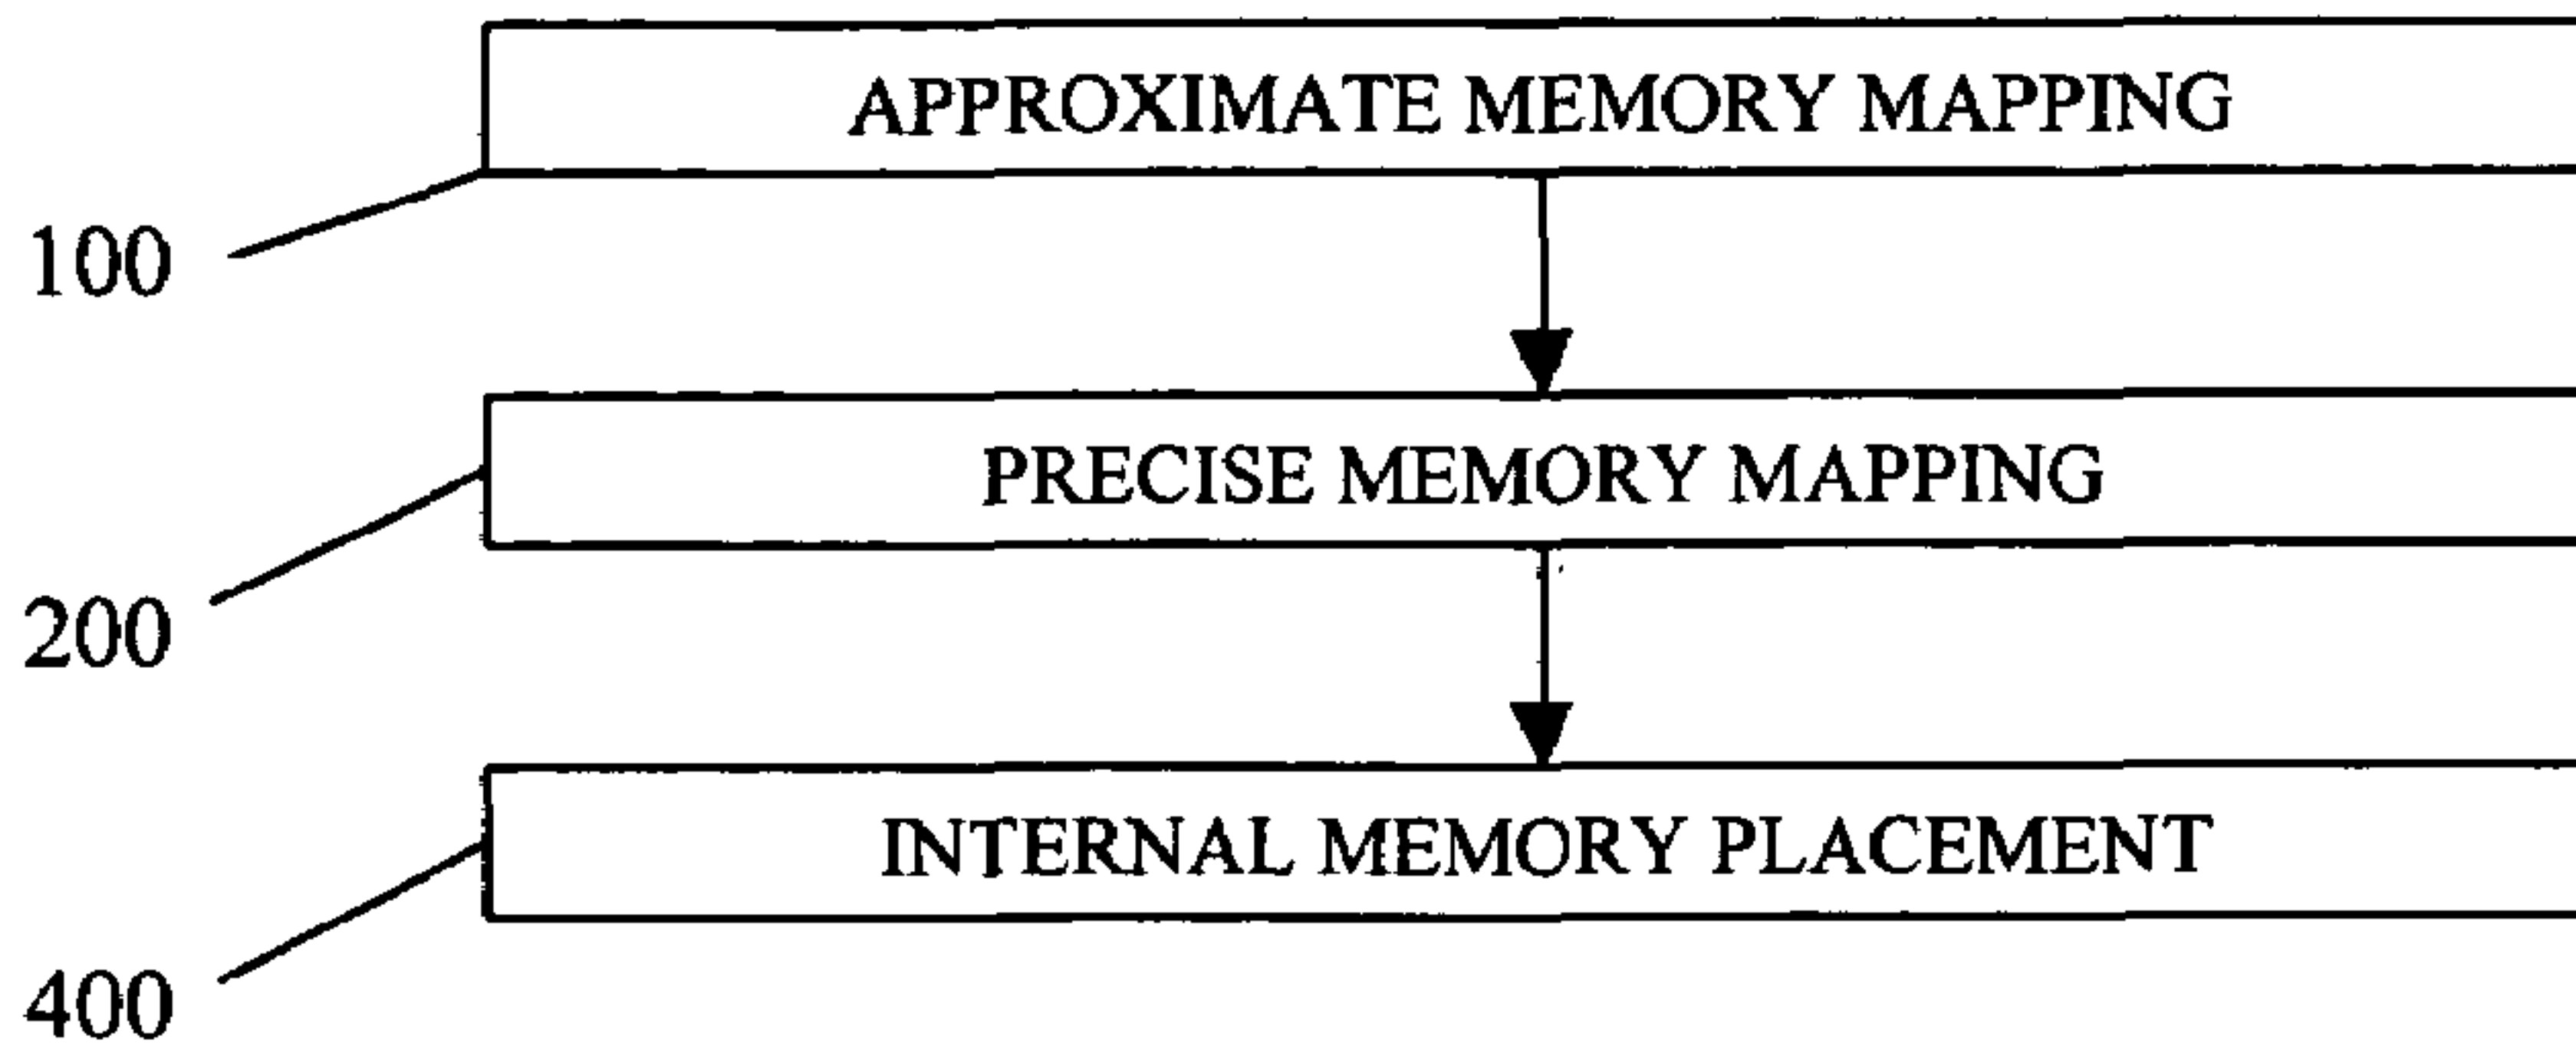 APPROXIMATE MEMORY MAPPING
100
PRECISE MEMORY MAPPING
200
INTERNAL MEMORY PLACEMENT
400